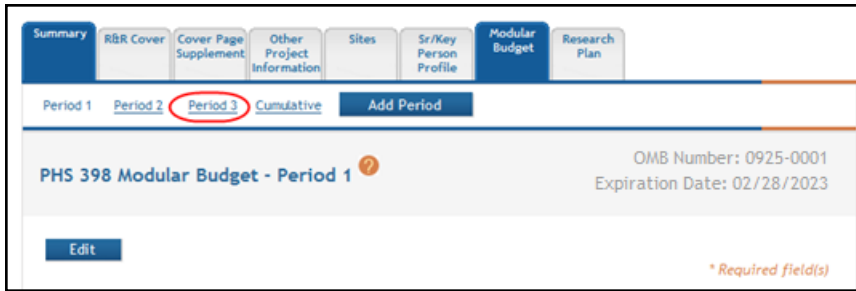 Summary
R&R Cover
Cover Page
Supplement
Other
Project
Information
Sites
Sr/Key
Person
Profile
Modular
Budget
Research
Plan
Period 1 Period 2 Period 3 Cumulative Add Period
PHS 398 Modular Budget - Period 1 ?
OMB Number: 0925-0001
Expiration Date: 02/28/2023
Edit
* Required field(s)